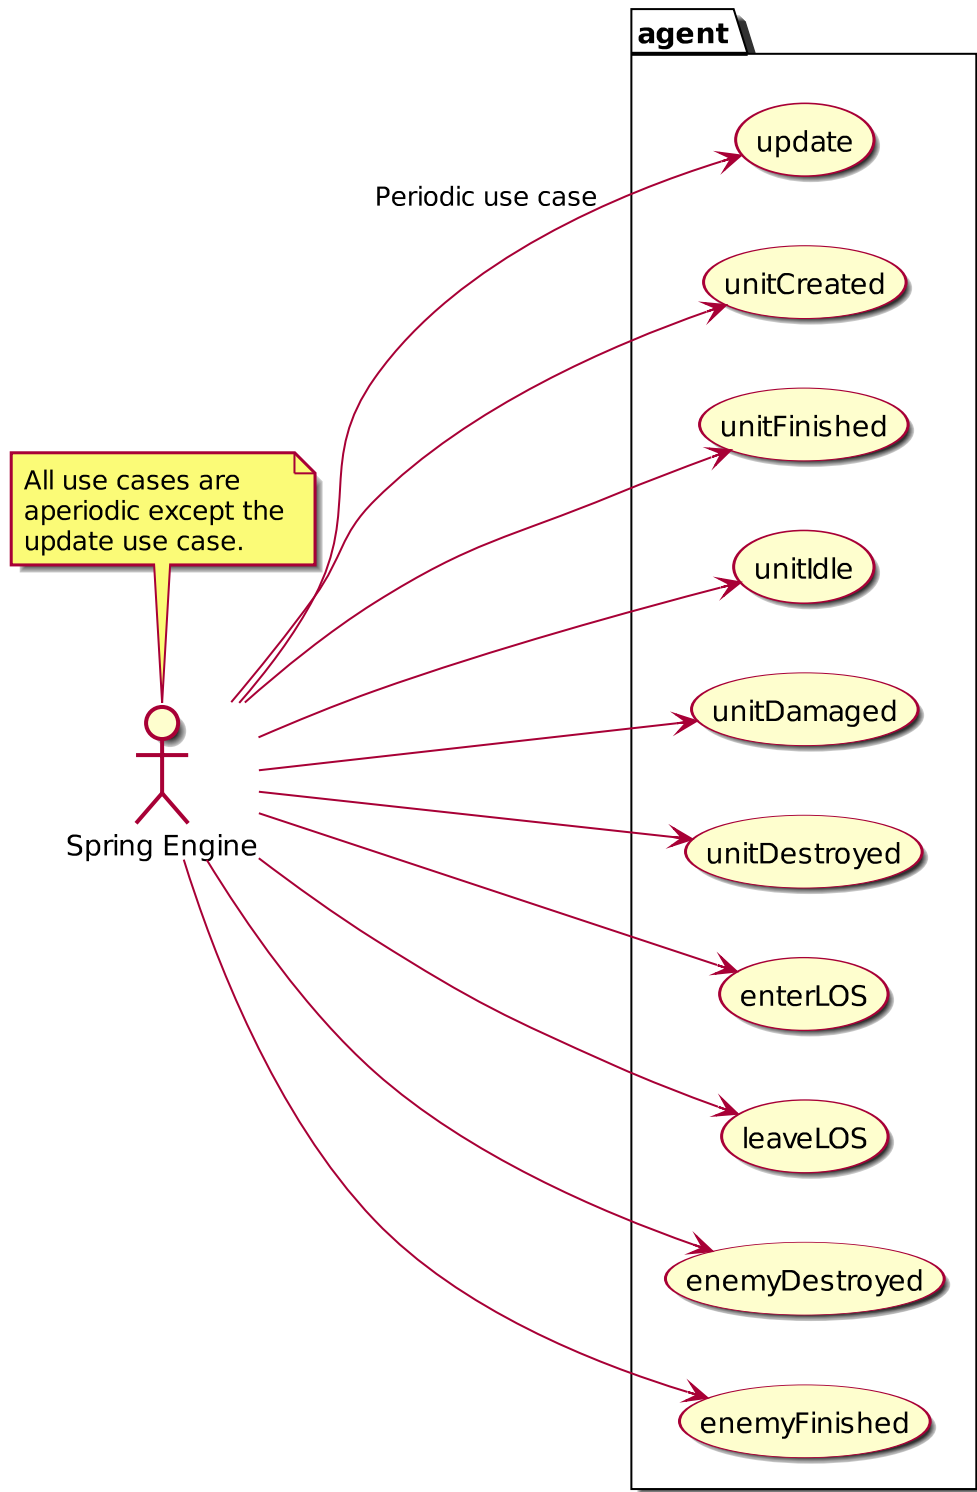 agent
update
Periodic use case
unitCreated
unitFinished
All use cases are
aperiodic except the
update use case.
unitIdle
unitDamaged
Spring Engine
unitDestroyed
enterLOS
leaveLOS
enemyDestroyed
enemyFinished